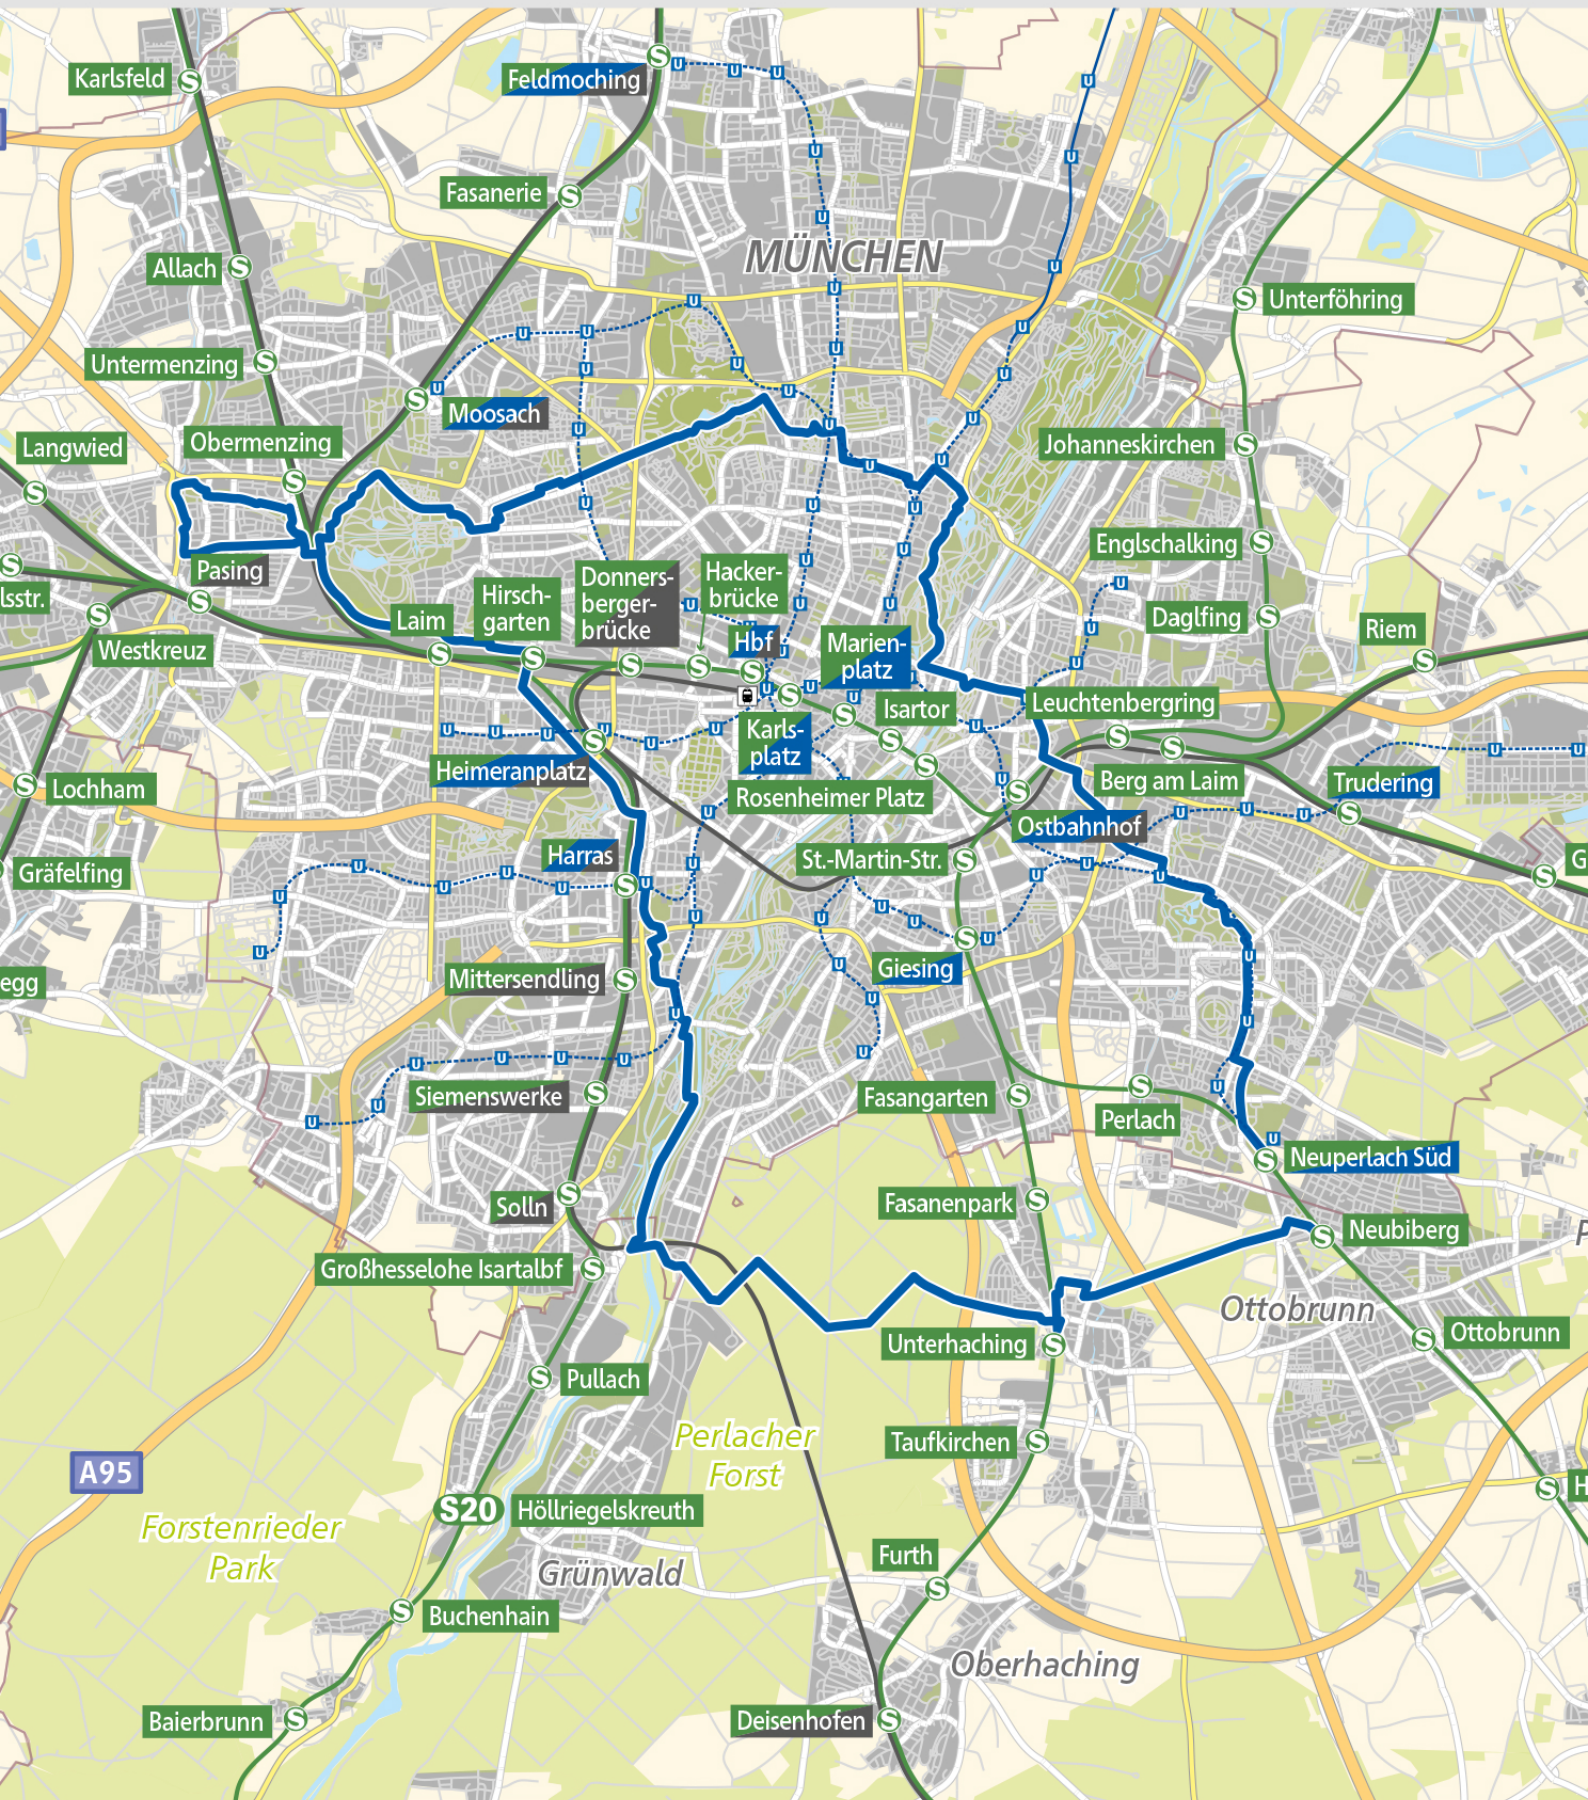 Karlsfeld
Feldmoching
Fasanerie
MÜNCHEN
Allach
Unterföhring
Untermenzing
Moosach
Obermenzing
Langwied
Johanneskirchen
Englschalking
Pasing
Donners-
berger-
brücke
Hacker-
brücke
Hirsch-
garten
lsstr.
Laim
Daglfing
Riem
Hbf
Marien-
platz
Westkreuz
Leuchtenbergring
Isartor
Karls-
platz
Heimeranplatz
Berg am Laim
Trudering
Lochham
Rosenheimer Platz
Ostbahnhof
Harras
St.-Martin-Str.
G
Gräfelfing
Giesing
Mittersendling
egg
Siemenswerke
Fasangarten
Perlach
Neuperlach Süd
Solln
Fasanenpark
Neubiberg
P
Großhesselohe Isartalbf
Ottobrunn
Unterhaching
Ottobrunn
Pullach
Perlacher
Forst
Taufkirchen
A95
H
S20
Höllriegelskreuth
Forstenrieder
Park
Furth
Grünwald
Buchenhain
Oberhaching
Baierbrunn
Deisenhofen